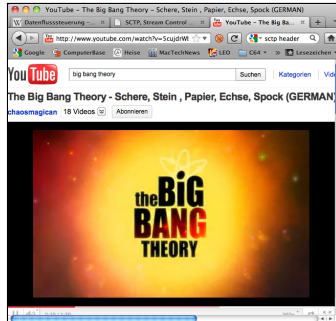 YouTube - The Big Bang Theory - Schere, Stein , Papier, Echse, Spock (GERMAN)
Datenflusssteuerung -...
SCTP, Stream Control ...
YouTube - The Big Ba...
http://www.youtube.com/watch?v=5cujdrW
sctp header
Google
ComputerBase
Heise
MacTechNews
LEO
C64
Lesezeichen
You Tube
big bang theory
Suchen
Kategorien
Vide
The Big Bang Theory - Schere, Stein , Papier, Echse, Spock (GERMAN)
chaosmagican
18 Videos
Abonnieren
the BiG
BANG
THEORY